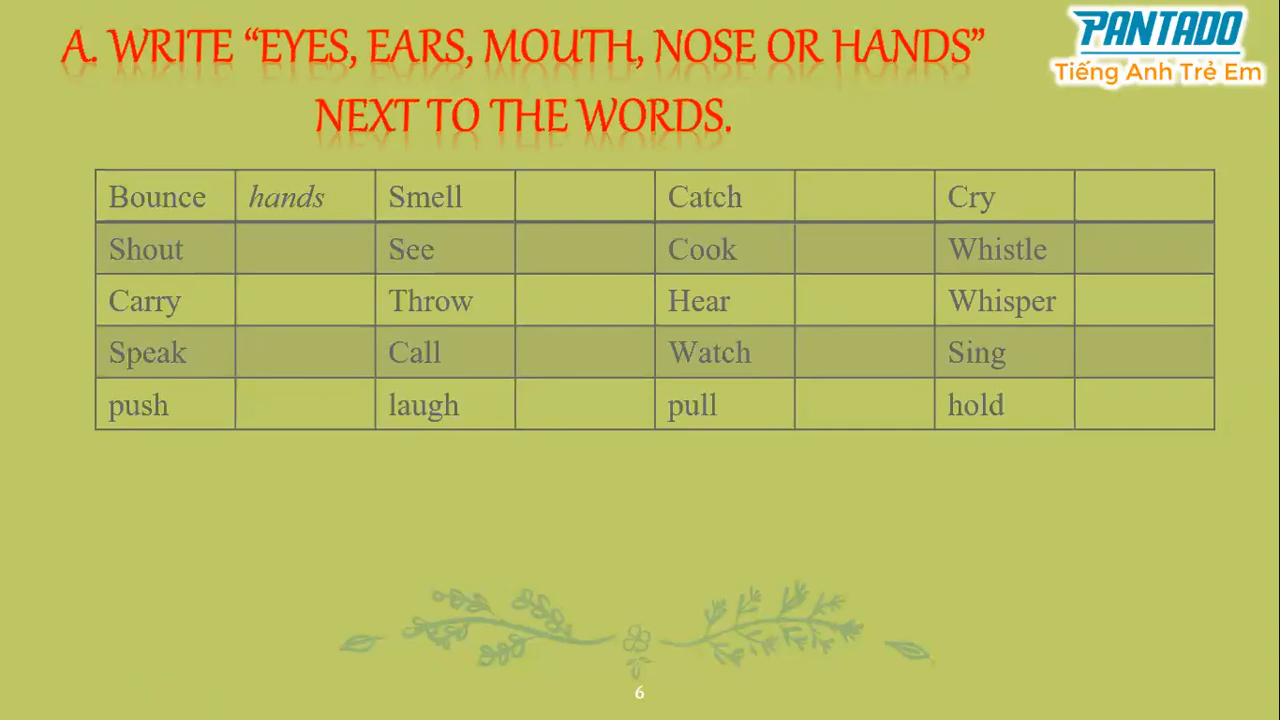 PANTADO
Tiếng Anh Trẻ Em
A. WRITE “EYES, EARS, MOUTH, NOSE OR HANDS”
NEXT TO THE WORDS.
Bounce hands Smell Catch Cry
Shout See Cook Whistle
Carry Throw Hear Whisper
Speak Call Watch Sing
push laugh pull hold
6